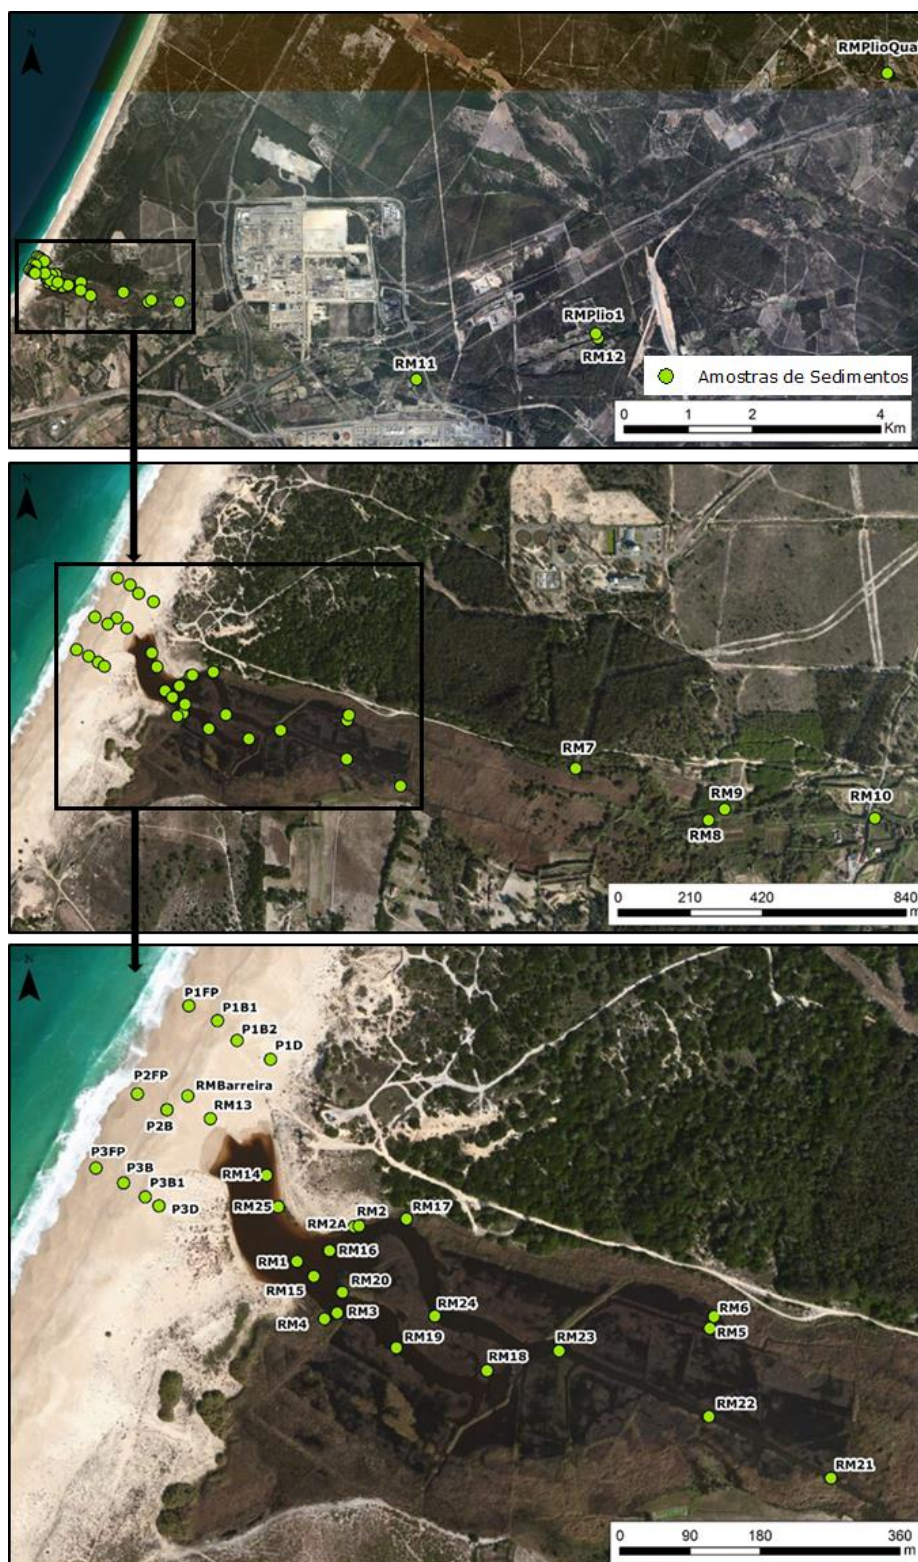 N
RMPlioQua
RMPlio1
RM12
RM11
Amostras de Sedimentos
0 1 2 4
Km
N
RM7
RM9
RM8
RM10
0 210 420 840
m
N
P1FP
P1B1
P1B2
P1D
P2FP
RMBarreira
P2B
RM13
P3FP
P3B
P3B1
P3D
RM14
RM25
RM2A
RM2
RM17
RM16
RM1
RM15
RM20
RM4
RM3
RM24
RM19
RM18
RM23
RM6
RM5
RM22
RM21
0 90 180 360
m